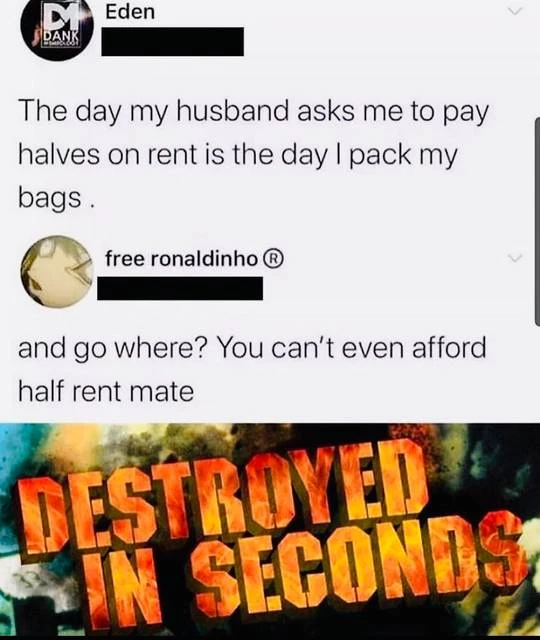 DM
DANK
Eden
The day my husband asks me to pay
halves on rent is the day I pack my
bags .
free ronaldinho ®
and go where? You can't even afford
half rent mate
DESTROYED
IN SECONDS